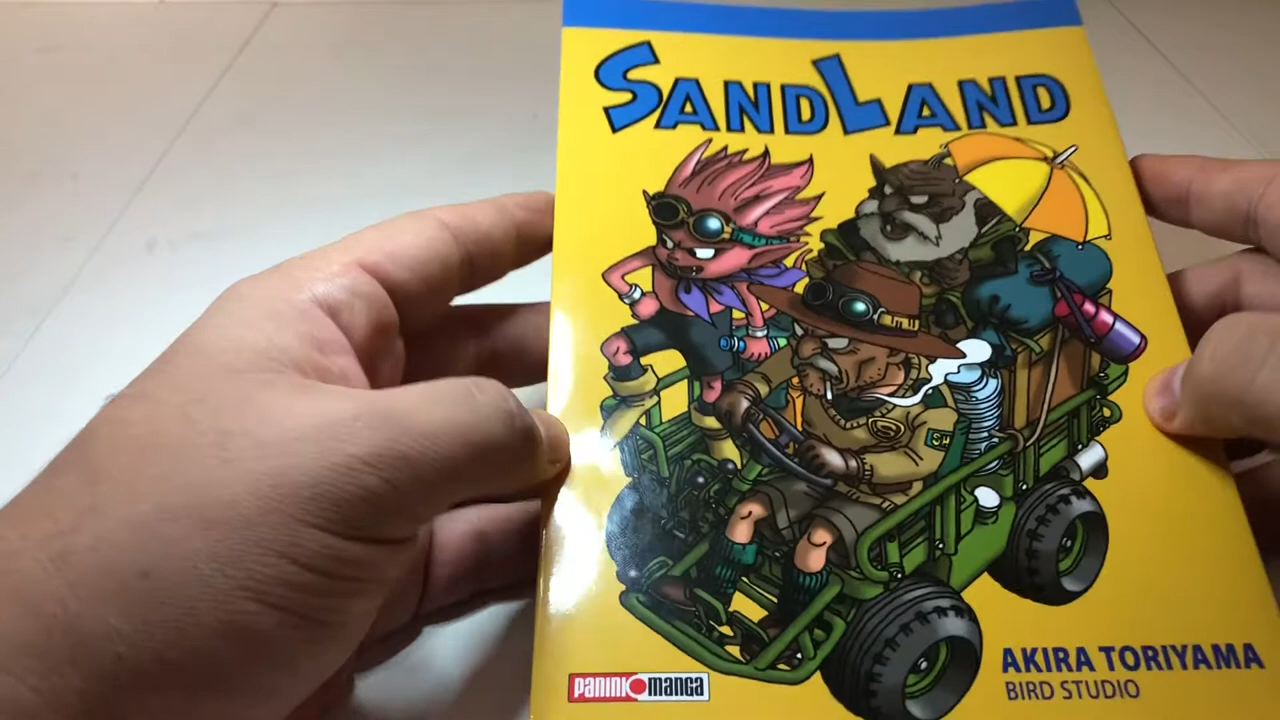 SANDLAND
SH
AKIRA TORIYAMA
BIRD STUDIO
PANINI MANGA